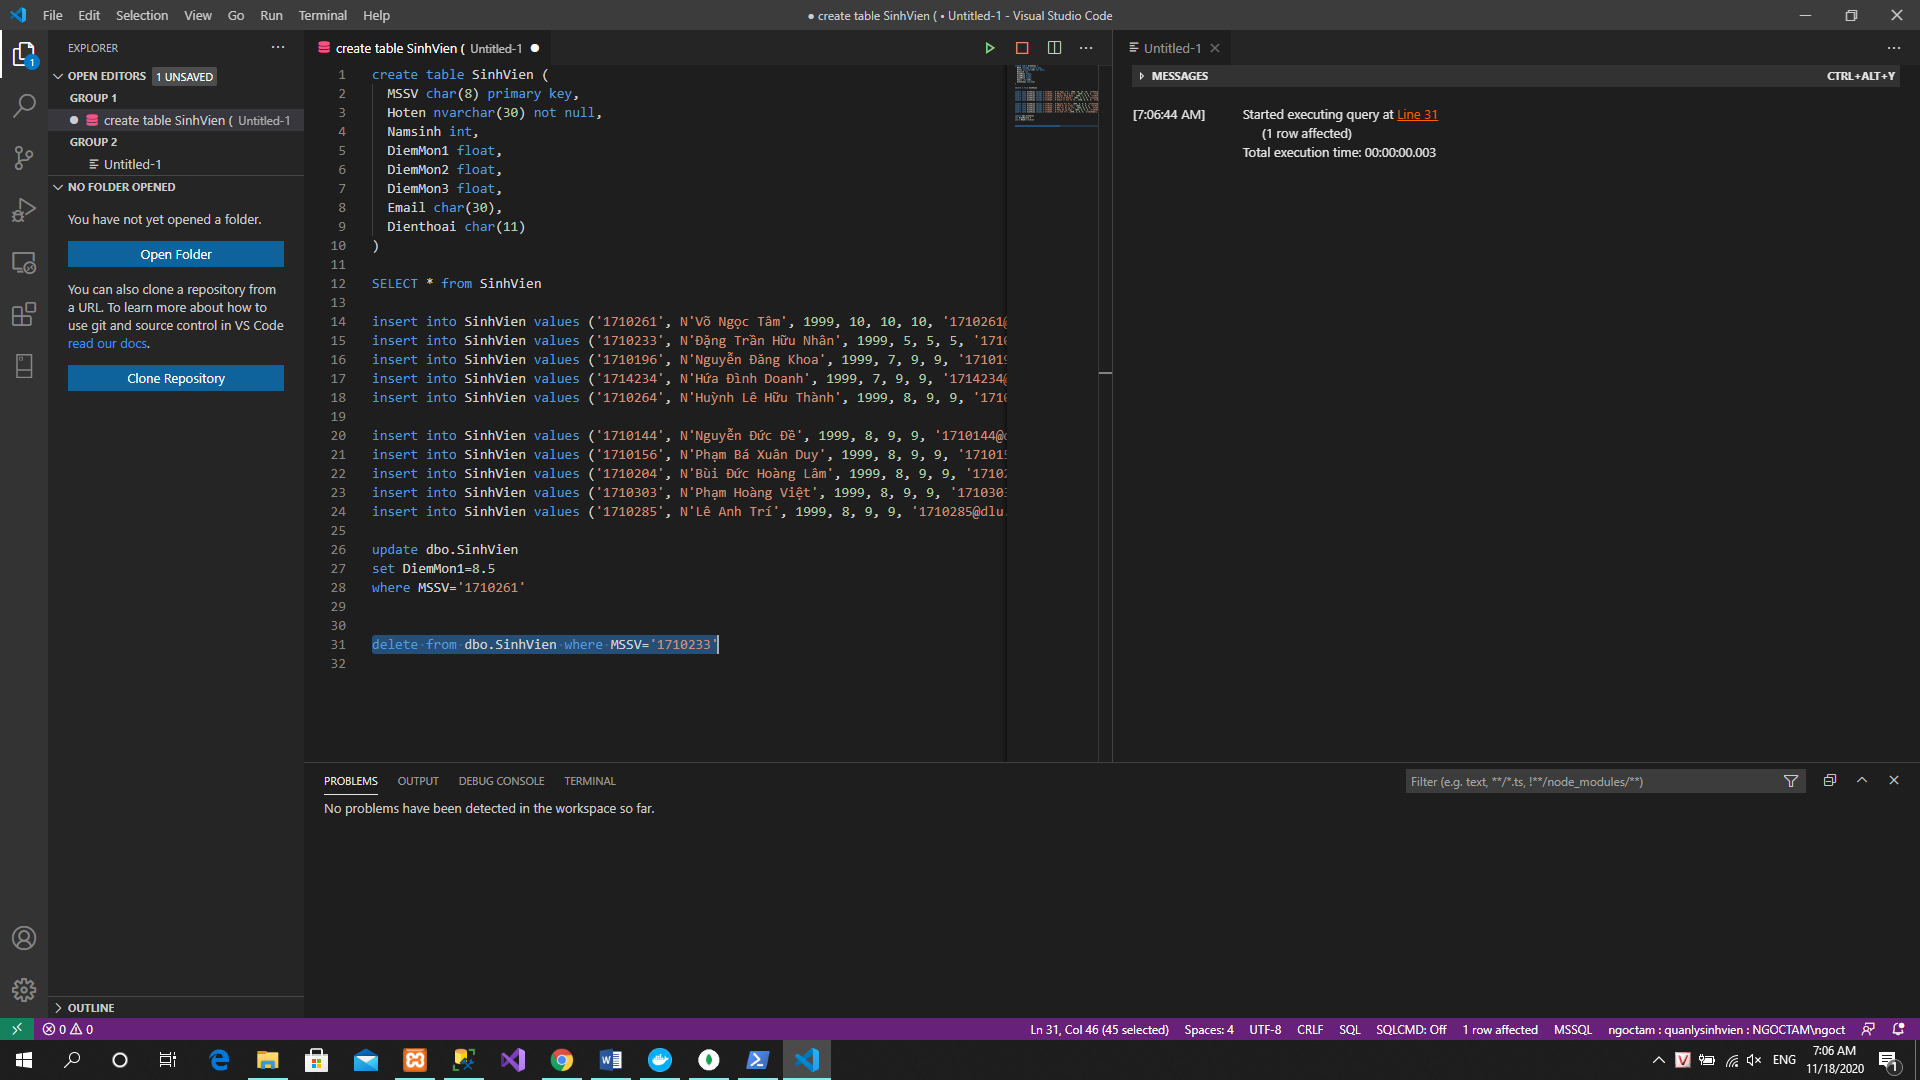 File Edit Selection View Go Run Terminal Help
● create table SinhVien ( • Untitled-1 - Visual Studio Code
EXPLORER
OPEN EDITORS 1 UNSAVED
GROUP 1
create table SinhVien ( Untitled-1
GROUP 2
Untitled-1
NO FOLDER OPENED
You have not yet opened a folder.
Open Folder
You can also clone a repository from
a URL. To learn more about how to
use git and source control in VS Code
read our docs.
Clone Repository
OUTLINE
create table SinhVien ( Untitled-1
1 create table SinhVien (
2 MSSV char(8) primary key,
3 Hoten nvarchar(30) not null,
4 Namsinh int,
5 DiemMon1 float,
6 DiemMon2 float,
7 DiemMon3 float,
8 Email char(30),
9 Dienthoai char(11)
10 )
11
12 SELECT * from SinhVien
13
14 insert into SinhVien values ('1710261', N'Võ Ngọc Tâm', 1999, 10, 10, 10, '1710261@
15 insert into SinhVien values ('1710233', N'Đặng Trần Hữu Nhân', 1999, 5, 5, 5, '1710
16 insert into SinhVien values ('1710196', N'Nguyễn Đăng Khoa', 1999, 7, 9, 9, '171019
17 insert into SinhVien values ('1714234', N'Hứa Đình Doanh', 1999, 7, 9, 9, '1714234@
18 insert into SinhVien values ('1710264', N'Huỳnh Lê Hữu Thành', 1999, 8, 9, 9, '1710
19
20 insert into SinhVien values ('1710144', N'Nguyễn Đức Đề', 1999, 8, 9, 9, '1710144@
21 insert into SinhVien values ('1710156', N'Phạm Bá Xuân Duy', 1999, 8, 9, 9, '171015
22 insert into SinhVien values ('1710204', N'Bùi Đức Hoàng Lâm', 1999, 8, 9, 9, '17102
23 insert into SinhVien values ('1710303', N'Phạm Hoàng Việt', 1999, 8, 9, 9, '1710303
24 insert into SinhVien values ('1710285', N'Lê Anh Trí', 1999, 8, 9, 9, '1710285@dlu.
25
26 update dbo.SinhVien
27 set DiemMon1=8.5
28 where MSSV='1710261'
29
30
31 delete from dbo.SinhVien where MSSV='1710233'
32
Untitled-1
MESSAGES CTRL+ALT+Y
[7:06:44 AM] Started executing query at Line 31
(1 row affected)
Total execution time: 00:00:00.003
PROBLEMS OUTPUT DEBUG CONSOLE TERMINAL
Filter (e.g. text, **/*.ts, !**/node_modules/**)
No problems have been detected in the workspace so far.
0 0
Ln 31, Col 46 (45 selected) Spaces: 4 UTF-8 CRLF SQL SQLCMD: Off 1 row affected MSSQL ngoctam : quanlysinhvien : NGOCTAM\ngoct
ENG
7:06 AM
11/18/2020